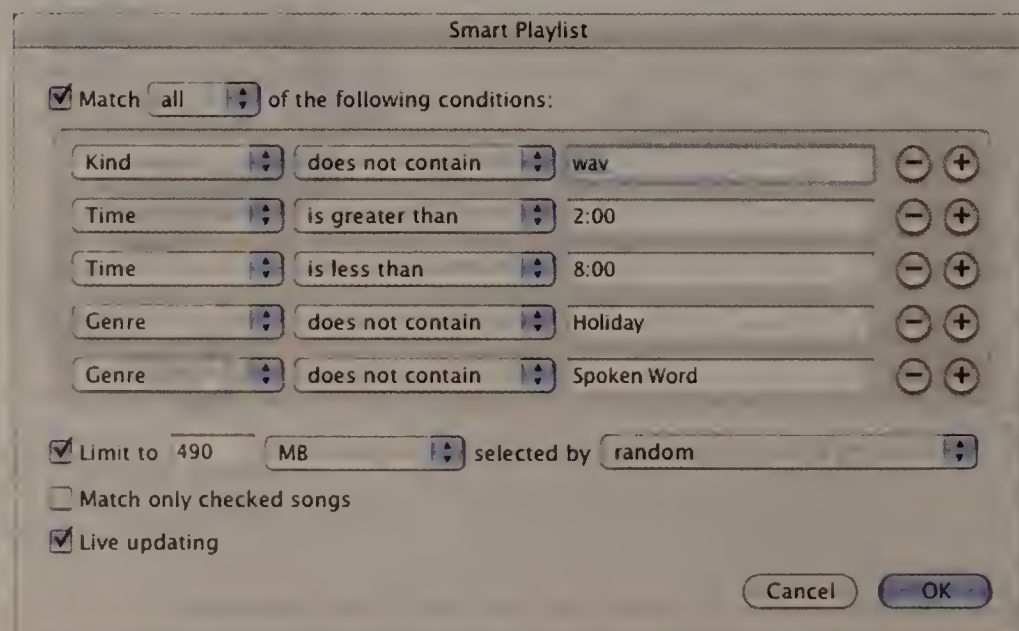 Smart Playlist
Match all of the following conditions:
Kind does not contain wav
Time is greater than 2:00
Time is less than 8:00
Genre does not contain Holiday
Genre does not contain Spoken Word
Limit to 490 MB selected by random
Match only checked songs
Live updating
Cancel OK